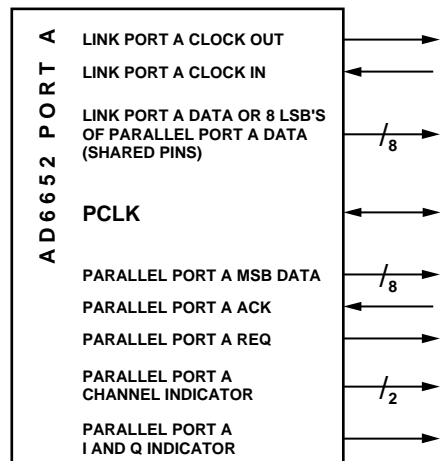 AD6652 PORT A
LINK PORT A CLOCK OUT
LINK PORT A CLOCK IN
LINK PORT A DATA OR 8 LSB'S
OF PARALLEL PORT A DATA
(SHARED PINS)
/8
PCLK
PARALLEL PORT A MSB DATA
/8
PARALLEL PORT A ACK
PARALLEL PORT A REQ
PARALLEL PORT A
CHANNEL INDICATOR
/2
PARALLEL PORT A
I AND Q INDICATOR